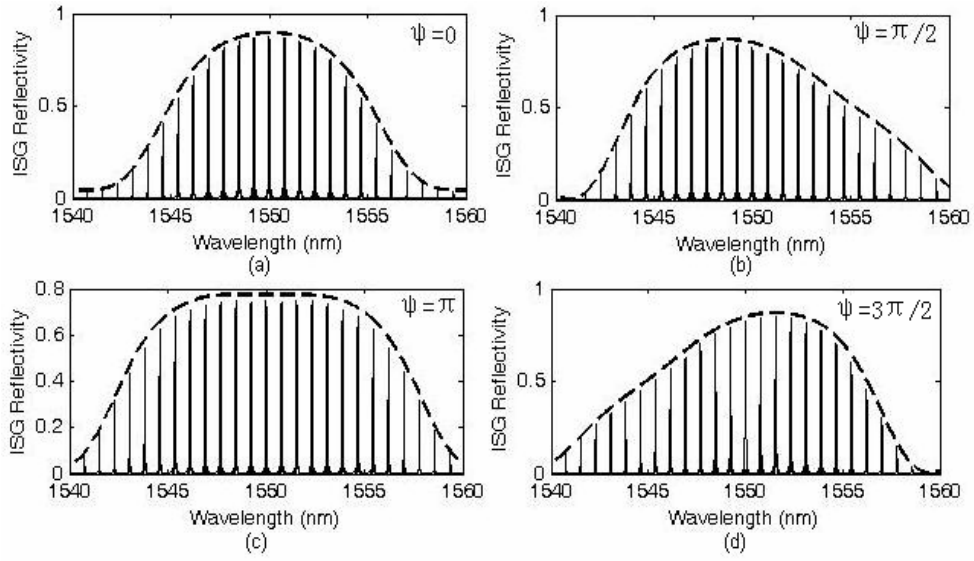 1
0.5
0
1540
1545
1550
1555
1560
ISG Reflectivity
Wavelength (nm)
ψ=0
(a)
1
0.5
0
1540
1545
1550
1555
1560
ISG Reflectivity
Wavelength (nm)
ψ=π/2
(b)
0.8
0.6
0.4
0.2
0
1540
1545
1550
1555
1560
ISG Reflectivity
Wavelength (nm)
ψ=π
(c)
1
0.5
0
1540
1545
1550
1555
1560
ISG Reflectivity
Wavelength (nm)
ψ=3π/2
(d)